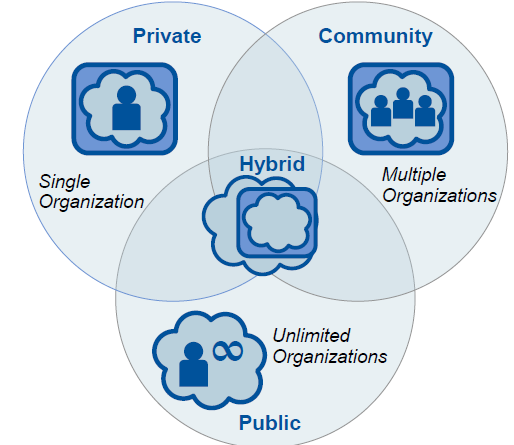 Private
Community
Single
Organization
Hybrid
Multiple
Organizations
Unlimited
Organizations
∞
Public